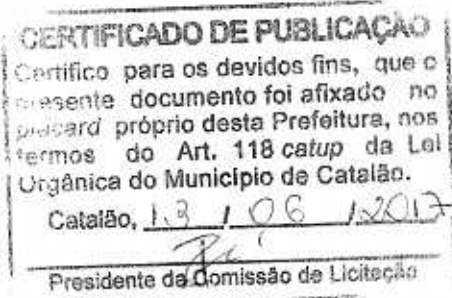 CERTIFICADO DE PUBLICAÇÃO
Certifico para os devidos fins, que o
presente documento foi afixado no
placard próprio desta Prefeitura, nos
termos do Art. 118 catup da Lei
Orgânica do Municipio de Catalão.
Catalão, 13 / 06 / 2017
Presidente da Comissão de Licitação